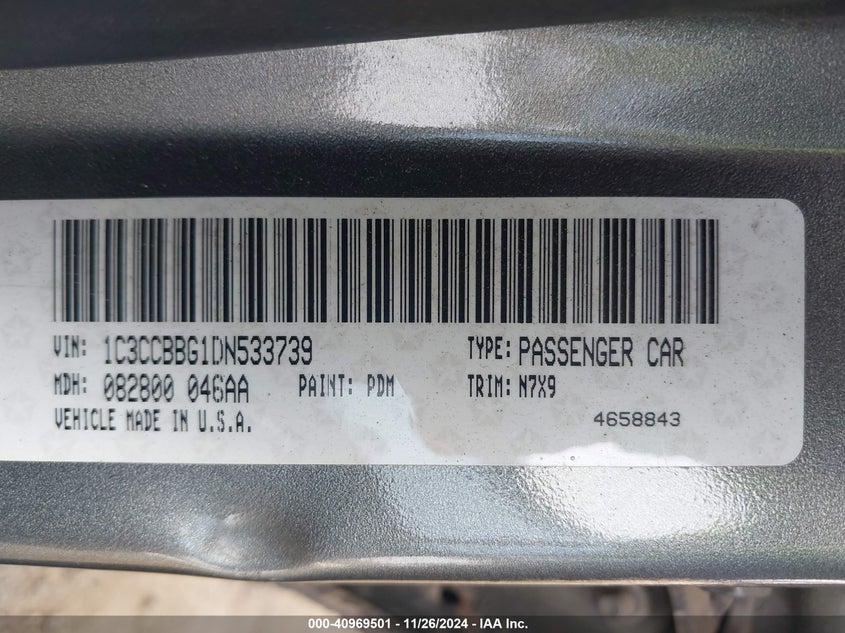 VIN: 1C3CCBBG1DN533739 TYPE: PASSENGER CAR
MDH: 082800 046AA PAINT: PDM TRIM: N7X9
VEHICLE MADE IN U.S.A. 4658843
000-40969501 - 11/26/2024 - IAA Inc.